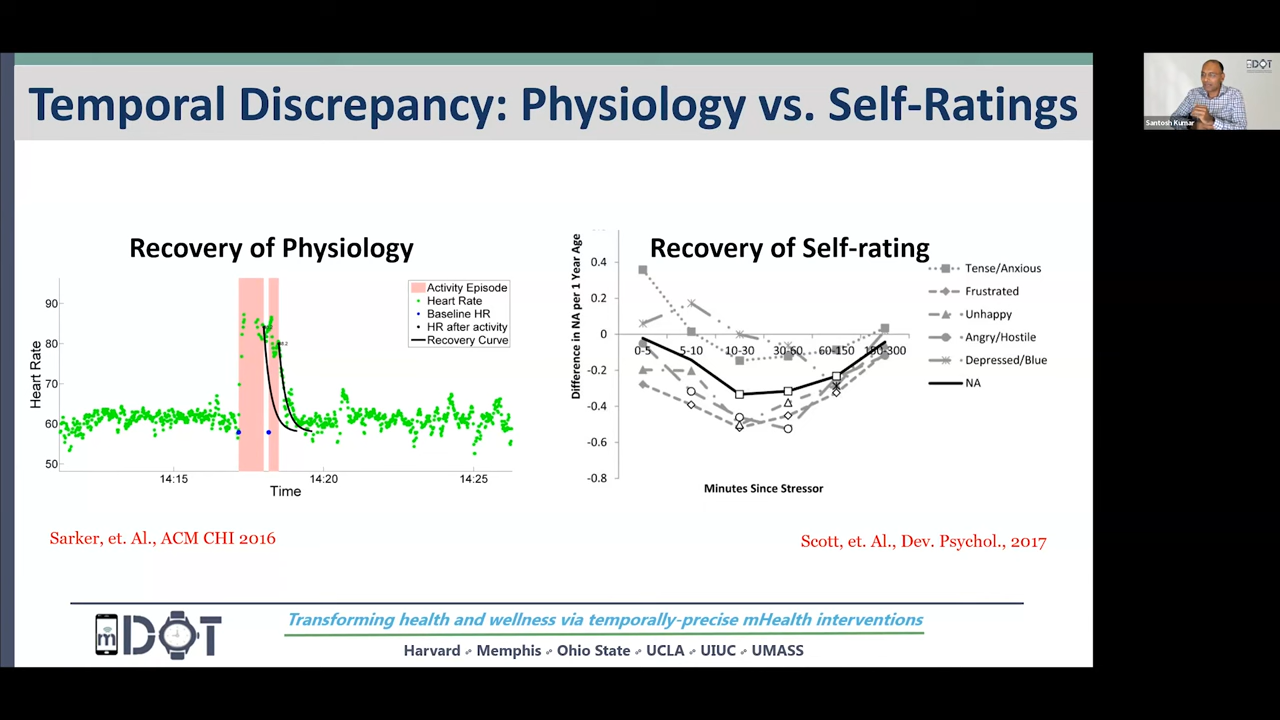 Temporal Discrepancy: Physiology vs. Self-Ratings
mDOT
Santosh Kumar
Recovery of Physiology
Activity Episode
Heart Rate
Baseline HR
HR after activity
Recovery Curve
Heart Rate
90
80
70
60
50
14:15
14:20
14:25
Time
Sarker, et. Al., ACM CHI 2016
Recovery of Self-rating
Difference in NA per 1 Year Age
0.4
0.2
0
-0.2
-0.4
-0.6
-0.8
0-5
5-10
10-30
30-60
60-150
180-300
Minutes Since Stressor
Tense/Anxious
Frustrated
Unhappy
Angry/Hostile
Depressed/Blue
NA
Scott, et. Al., Dev. Psychol., 2017
mDOT
Transforming health and wellness via temporally-precise mHealth interventions
Harvard Memphis Ohio State UCLA UIUC UMASS